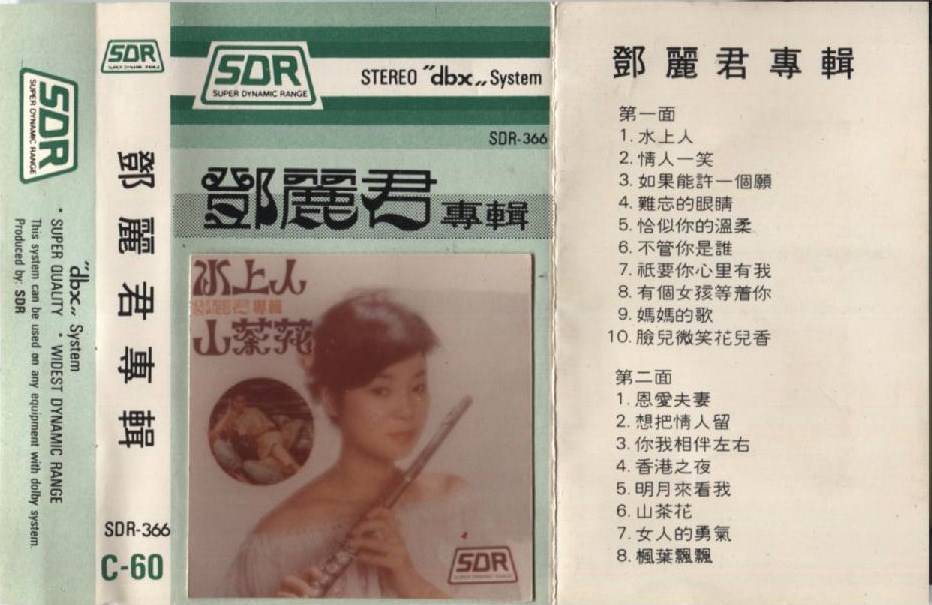 SDR
SUPER DYNAMIC RANGE
"dbx" System
• SUPER QUALITY • WIDEST DYNAMIC RANGE
This system can be used on any equipment with dolby system.
Produced by: SDR
SDR
鄧麗君專輯
SDR-366
C-60
SDR
SUPER DYNAMIC RANGE
STEREO "dbx" System
SDR-366
鄧麗君專輯
水上人
鄧麗君專輯
山茶花
SDR
SUPER DYNAMIC RANGE
鄧麗君專輯
第一面
1. 水上人
2. 情人一笑
3. 如果能許一個願
4. 難忘的眼睛
5. 恰似你的溫柔
6. 不管你是誰
7. 祇要你心里有我
8. 有個女孩等着你
9. 媽媽的歌
10. 臉兒微笑花兒香
第二面
1. 恩愛夫妻
2. 想把情人留
3. 你我相伴左右
4. 香港之夜
5. 明月來看我
6. 山茶花
7. 女人的勇氣
8. 楓葉飄飄